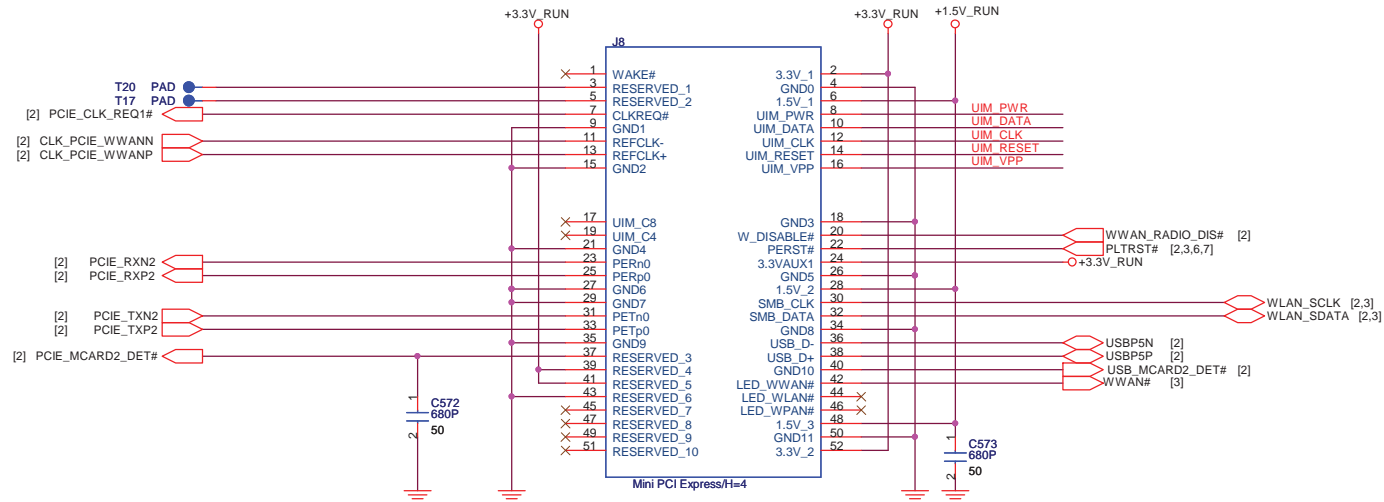 +3.3V_RUN
+3.3V_RUN
+1.5V_RUN
J8
T20 PAD
T17 PAD
[2] PCIE_CLK_REQ1#
[2] CLK_PCIE_WWANN
[2] CLK_PCIE_WWANP
[2] PCIE_RXN2
[2] PCIE_RXP2
[2] PCIE_TXN2
[2] PCIE_TXP2
[2] PCIE_MCARD2_DET#
1
C572
680P
50
2
1 WAKE#
3 RESERVED_1
5 RESERVED_2
7 CLKREQ#
9 GND1
11 REFCLK-
13 REFCLK+
15 GND2
17 UIM_C8
19 UIM_C4
21 GND4
23 PERn0
25 PERp0
27 GND6
29 GND7
31 PETn0
33 PETp0
35 GND9
37 RESERVED_3
39 RESERVED_4
41 RESERVED_5
43 RESERVED_6
45 RESERVED_7
47 RESERVED_8
49 RESERVED_9
51 RESERVED_10
3.3V_1 2
GND0 4
1.5V_1 6
UIM_PWR 8 UIM_PWR
UIM_DATA 10 UIM_DATA
UIM_CLK 12 UIM_CLK
UIM_RESET 14 UIM_RESET
UIM_VPP 16 UIM_VPP
GND3 18
W_DISABLE# 20 WWAN_RADIO_DIS# [2]
PERST# 22 PLTRST# [2,3,6,7]
3.3VAUX1 24 +3.3V_RUN
GND5 26
1.5V_2 28
SMB_CLK 30 WLAN_SCLK [2,3]
SMB_DATA 32 WLAN_SDATA [2,3]
GND8 34
USB_D- 36 USBP5N [2]
USB_D+ 38 USBP5P [2]
GND10 40 USB_MCARD2_DET# [2]
LED_WWAN# 42 WWAN# [3]
LED_WLAN# 44
LED_WPAN# 46
1.5V_3 48
GND11 50
3.3V_2 52
1
C573
680P
50
2
Mini PCI Express/H=4